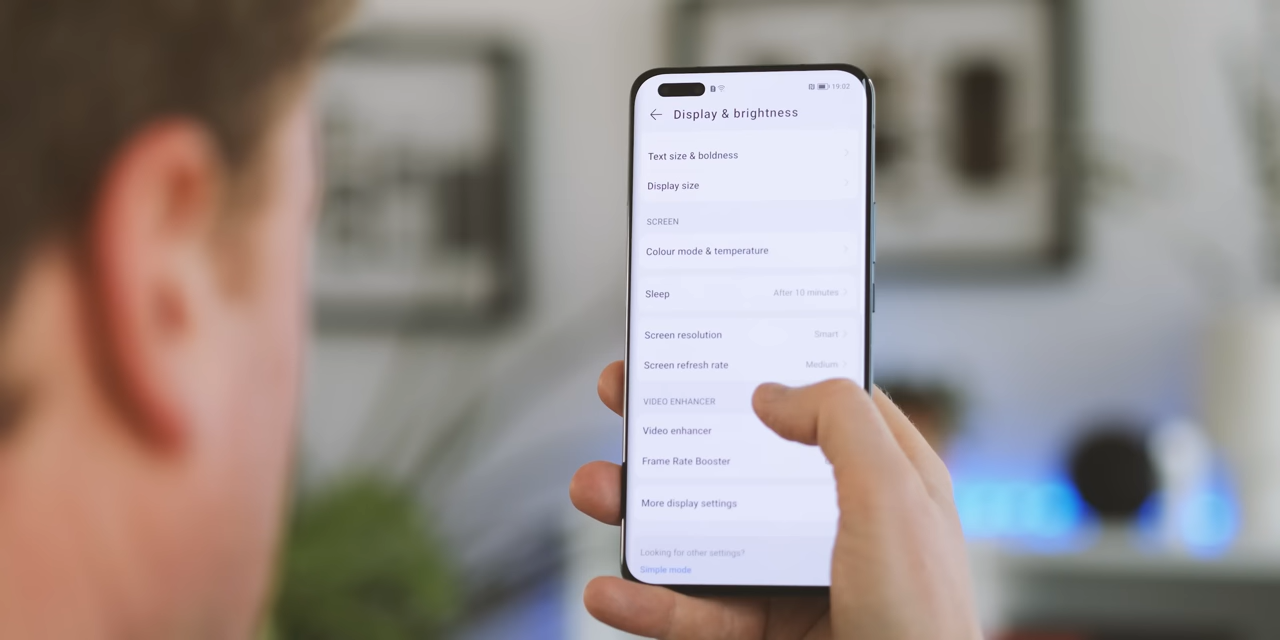 19:02
Display & brightness
Text size & boldness
Display size
SCREEN
Colour mode & temperature
Sleep After 10 minutes
Screen resolution Smart
Screen refresh rate Medium
VIDEO ENHANCER
Video enhancer
Frame Rate Booster
More display settings
Looking for other settings?
Simple mode